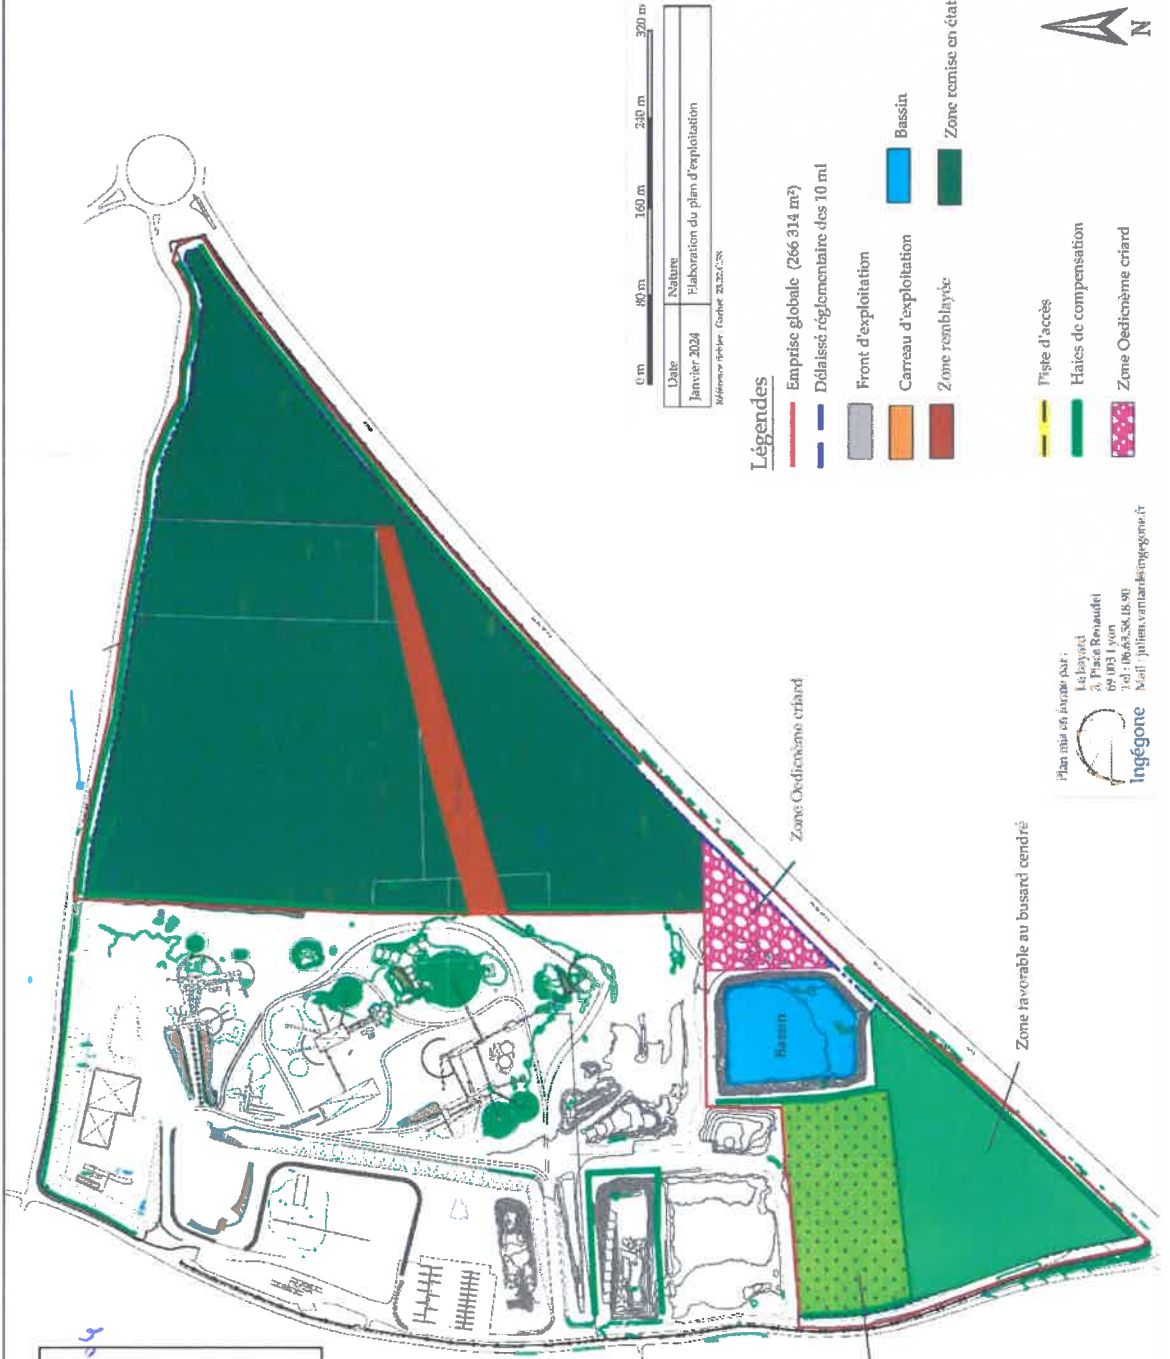 0 m 80 m 160 m 240 m 320 m
Date Nature
Janvier 2024 Elaboration du plan d'exploitation
Légendes
Emprise globale (266 314 m²)
Délaissé réglementaire des 10 ml
Front d'exploitation
Carreau d'exploitation
Bassin
Zone remblayée
Zone remise en état
Piste d'accès
Haies de compensation
Zone Oedicnème criard
N
Zone Oedicnème criard
Bassin
Zone favorable au busard cendré
Plan mis en forme par :
Place Renaudel
69 003 Lyon
Tel : 06.63.58.18.90
Ingégone